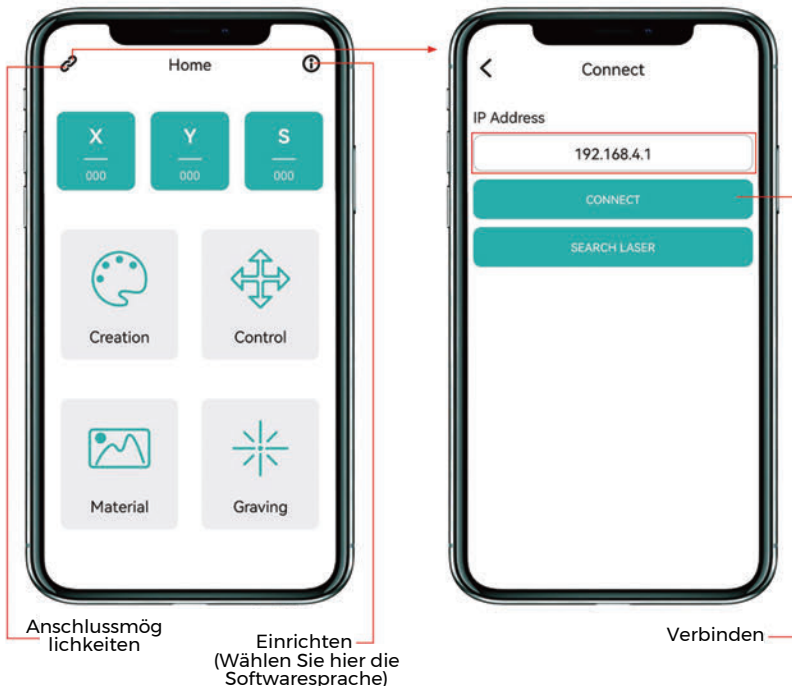 Home
X
Y
S
000
000
000
Creation
Control
Material
Graving
Anschlussmög
lichkeiten
Einrichten
(Wählen Sie hier die
Softwaresprache)
Connect
IP Address
192.168.4.1
CONNECT
SEARCH LASER
Verbinden